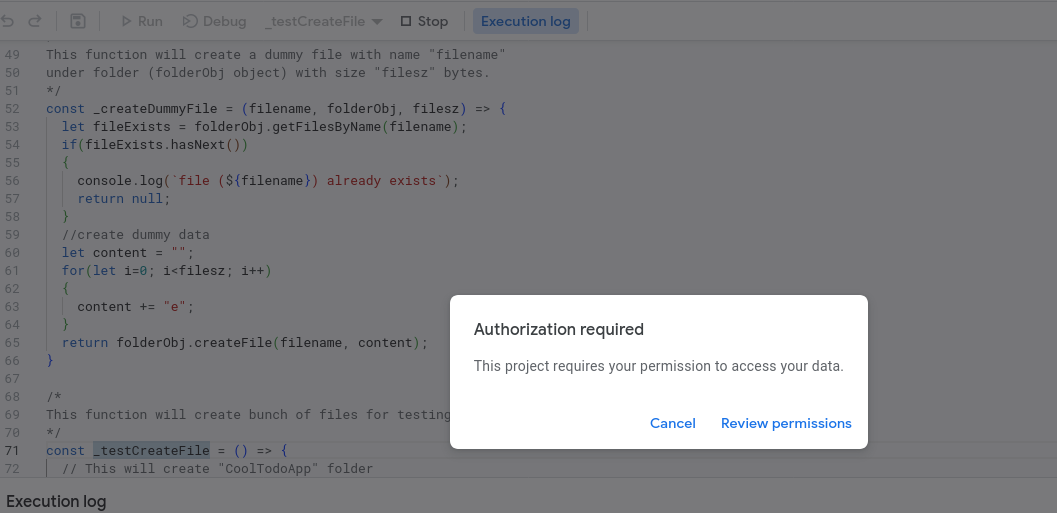 Run Debug _testCreateFile Stop Execution log
49 This function will create a dummy file with name "filename"
50 under folder (folderObj object) with size "filesz" bytes.
51 */
52 const _createDummyFile = (filename, folderObj, filesz) => {
53 let fileExists = folderObj.getFilesByName(filename);
54 if(fileExists.hasNext())
55 {
56 console.log(`file (${filename}) already exists`);
57 return null;
58 }
59 //create dummy data
60 let content = "";
61 for(let i=0; i<filesz; i++)
62 {
63 content += "e";
64 }
65 return folderObj.createFile(filename, content);
66 }
67
68 /*
69 This function will create bunch of files for testing
70 */
71 const _testCreateFile = () => {
72 // This will create "CoolTodoApp" folder
Authorization required
This project requires your permission to access your data.
Cancel Review permissions
Execution log